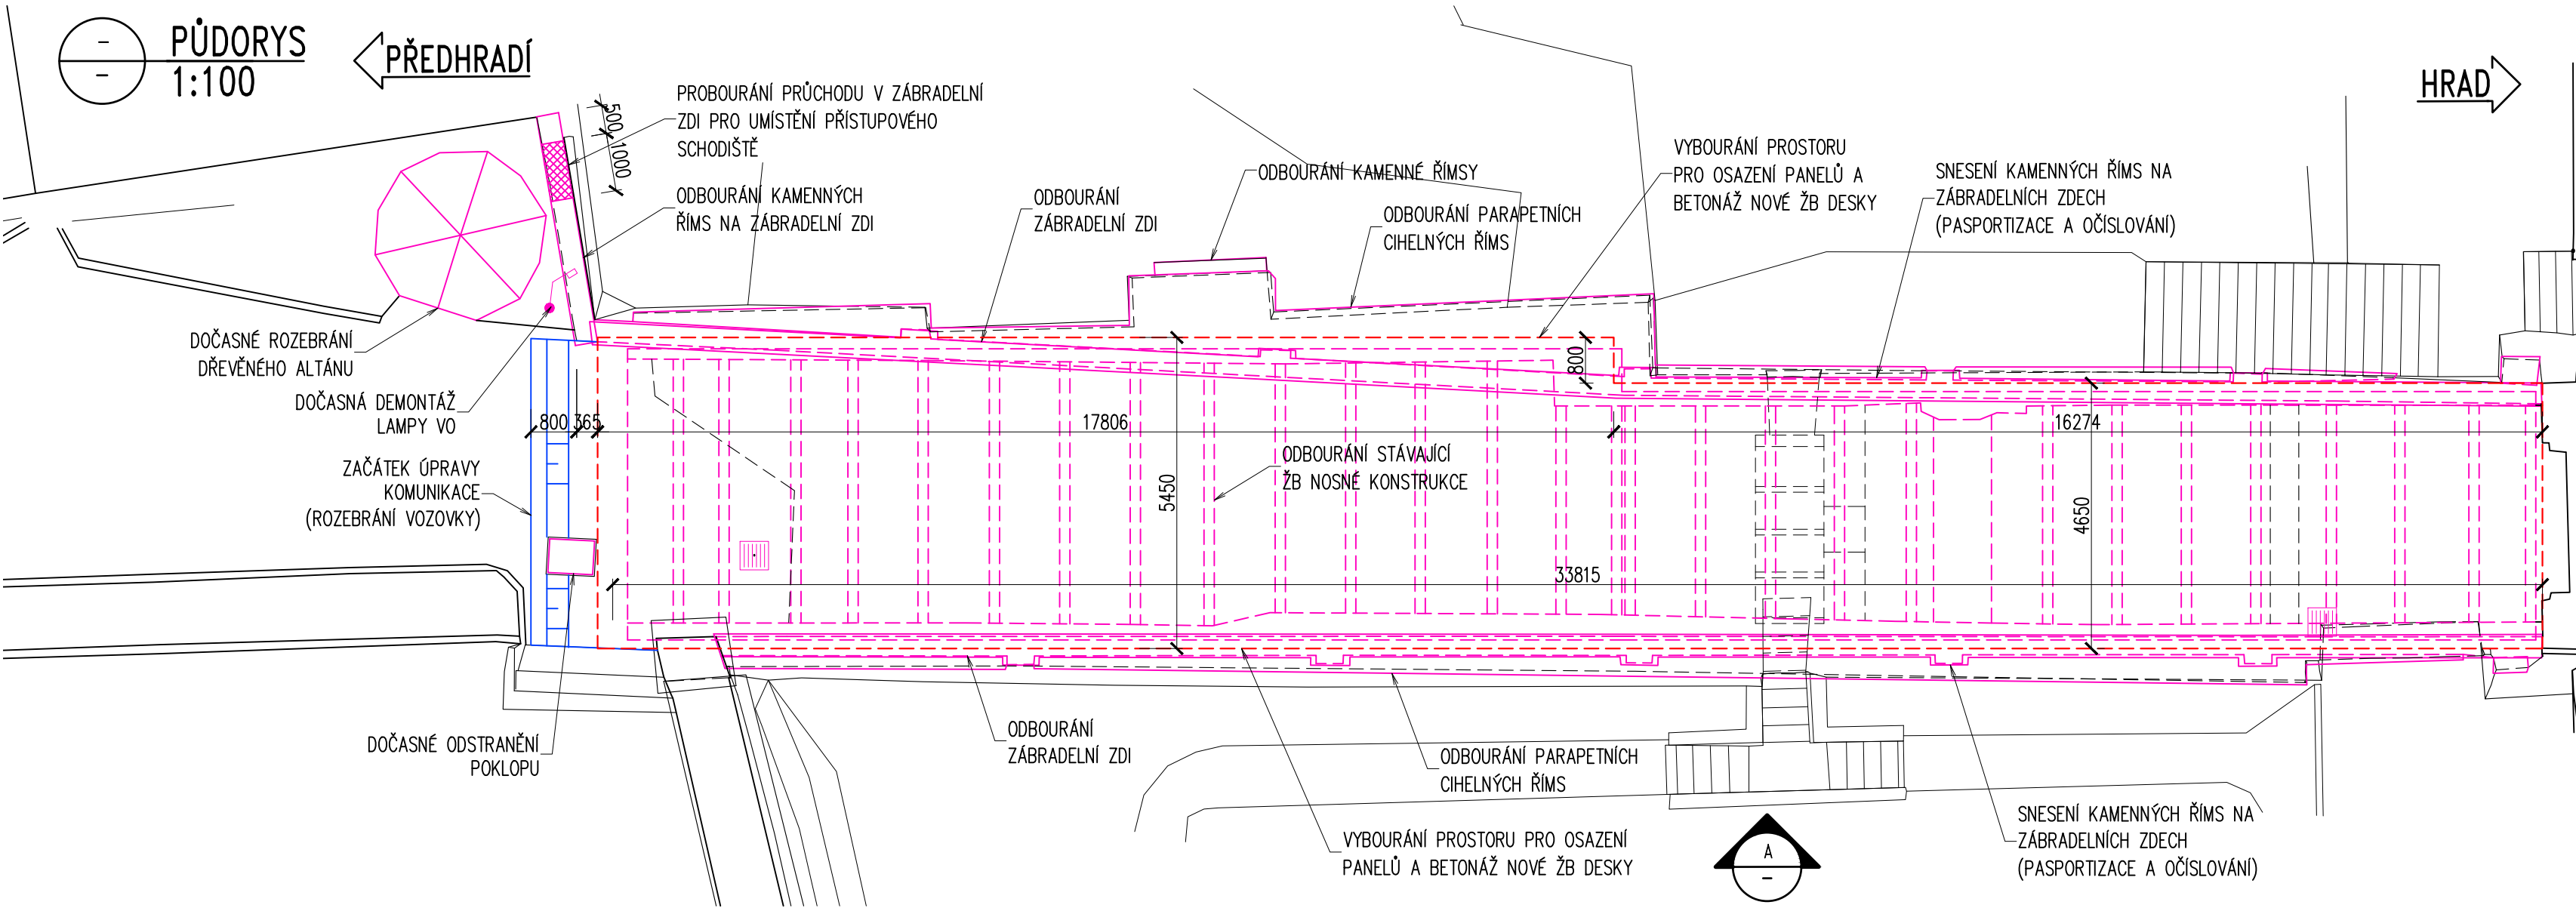 PŮDORYS
1:100
PŘEDHRADÍ
HRAD
PROBOURÁNÍ PRŮCHODU V ZÁBRADELNÍ
ZDI PRO UMÍSTĚNÍ PŘÍSTUPOVÉHO
SCHODIŠTĚ
500
1000
ODBOURÁNÍ KAMENNÝCH
ŘÍMS NA ZÁBRADELNÍ ZDI
ODBOURÁNÍ
ZÁBRADELNÍ ZDI
ODBOURÁNÍ KAMENNÉ ŘÍMSY
ODBOURÁNÍ PARAPETNÍCH
CIHELNÝCH ŘÍMS
VYBOURÁNÍ PROSTORU
PRO OSAZENÍ PANELŮ A
BETONÁŽ NOVÉ ŽB DESKY
SNESENÍ KAMENNÝCH ŘÍMS NA
ZÁBRADELNÍCH ZDECH
(PASPORTIZACE A OČÍSLOVÁNÍ)
DOČASNÉ ROZEBRÁNÍ
DŘEVĚNÉHO ALTÁNU
DOČASNÁ DEMONTÁŽ
LAMPY VO
ZAČÁTEK ÚPRAVY
KOMUNIKACE
(ROZEBRÁNÍ VOZOVKY)
800
365
17806
800
16274
5450
ODBOURÁNÍ STÁVAJÍCÍ
ŽB NOSNÉ KONSTRUKCE
4650
33815
DOČASNÉ ODSTRANĚNÍ
POKLOPU
ODBOURÁNÍ
ZÁBRADELNÍ ZDI
ODBOURÁNÍ PARAPETNÍCH
CIHELNÝCH ŘÍMS
VYBOURÁNÍ PROSTORU PRO OSAZENÍ
PANELŮ A BETONÁŽ NOVÉ ŽB DESKY
A
SNESENÍ KAMENNÝCH ŘÍMS NA
ZÁBRADELNÍCH ZDECH
(PASPORTIZACE A OČÍSLOVÁNÍ)